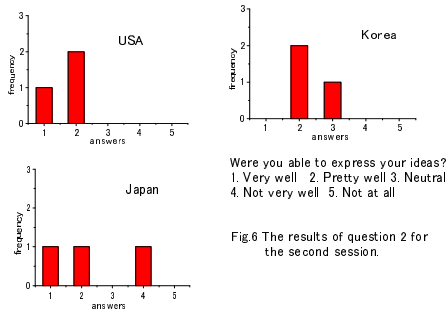 3
USA
2
frequency
1
0
1 2 3 4 5
answers
3
Korea
2
frequency
1
0
1 2 3 4 5
answers
3
Japan
2
frequency
1
0
1 2 3 4 5
answers
Were you able to express your ideas?
1. Very well 2. Pretty well 3. Neutral
4. Not very well 5. Not at all
Fig.6 The results of question 2 for
the second session.